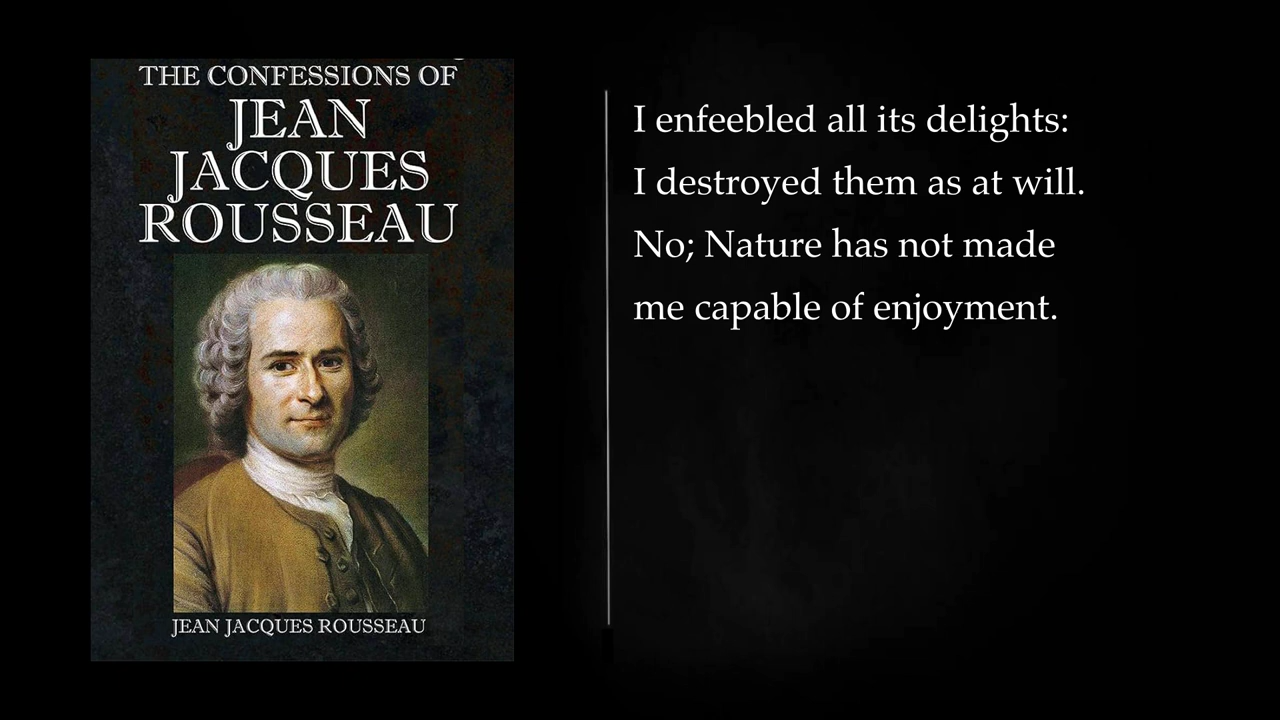 THE CONFESSIONS OF
JEAN
JACQUES
ROUSSEAU
JEAN JACQUES ROUSSEAU
I enfeebled all its delights:
I destroyed them as at will.
No; Nature has not made
me capable of enjoyment.